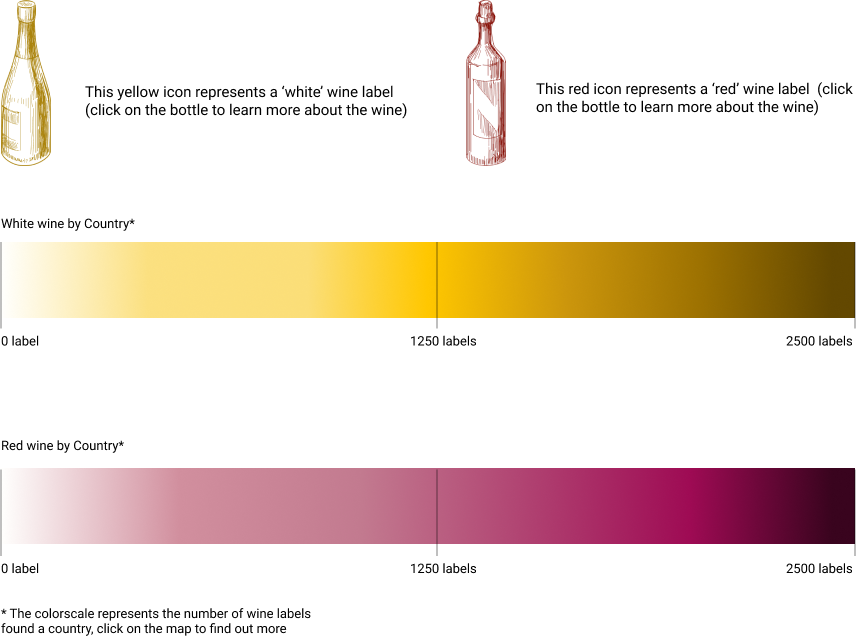 This yellow icon represents a ‘white’ wine label
(click on the bottle to learn more about the wine)
This red icon represents a ‘red’ wine label  (click
on the bottle to learn more about the wine)
White wine by Country*
0 label
1250 labels
2500 labels
Red wine by Country*
0 label
1250 labels
2500 labels
* The colorscale represents the number of wine labels
found a country, click on the map to find out more